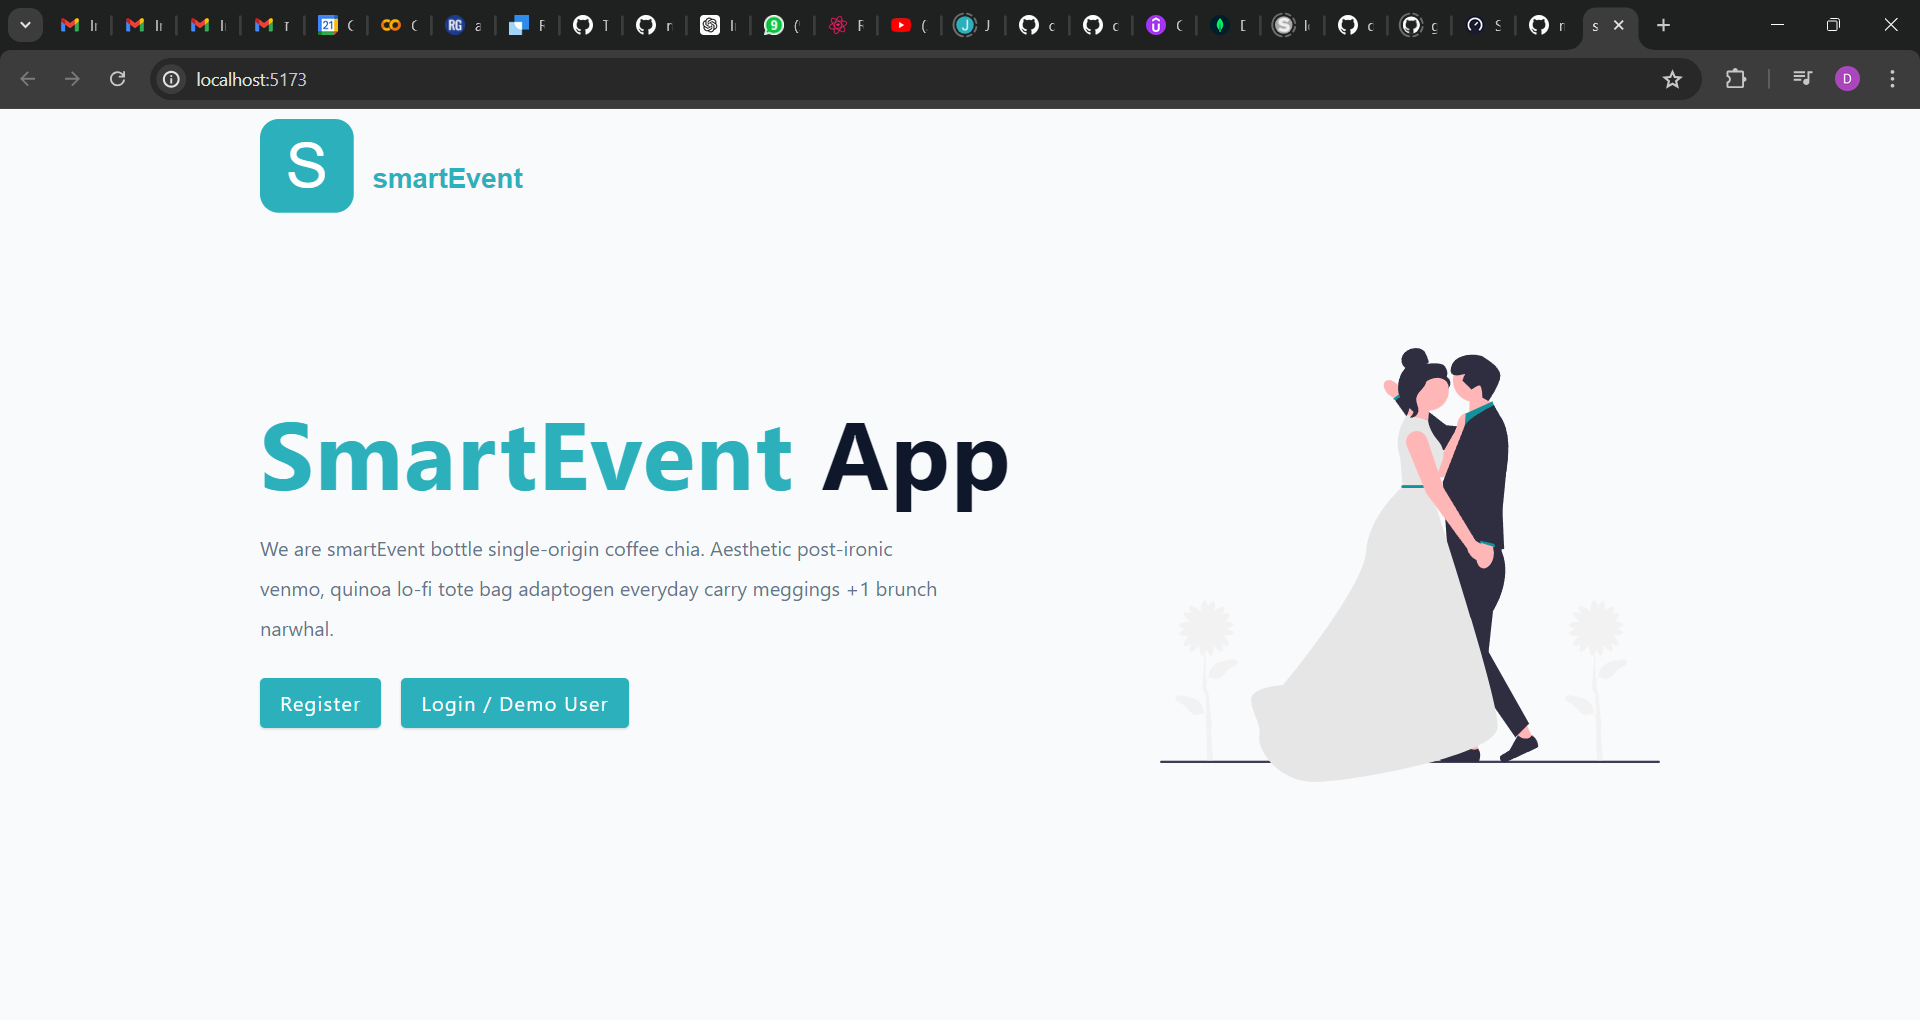 localhost:5173
D
S
smartEvent
SmartEvent App
We are smartEvent bottle single-origin coffee chia. Aesthetic post-ironic
venmo, quinoa lo-fi tote bag adaptogen everyday carry meggings +1 brunch
narwhal.
Register
Login / Demo User